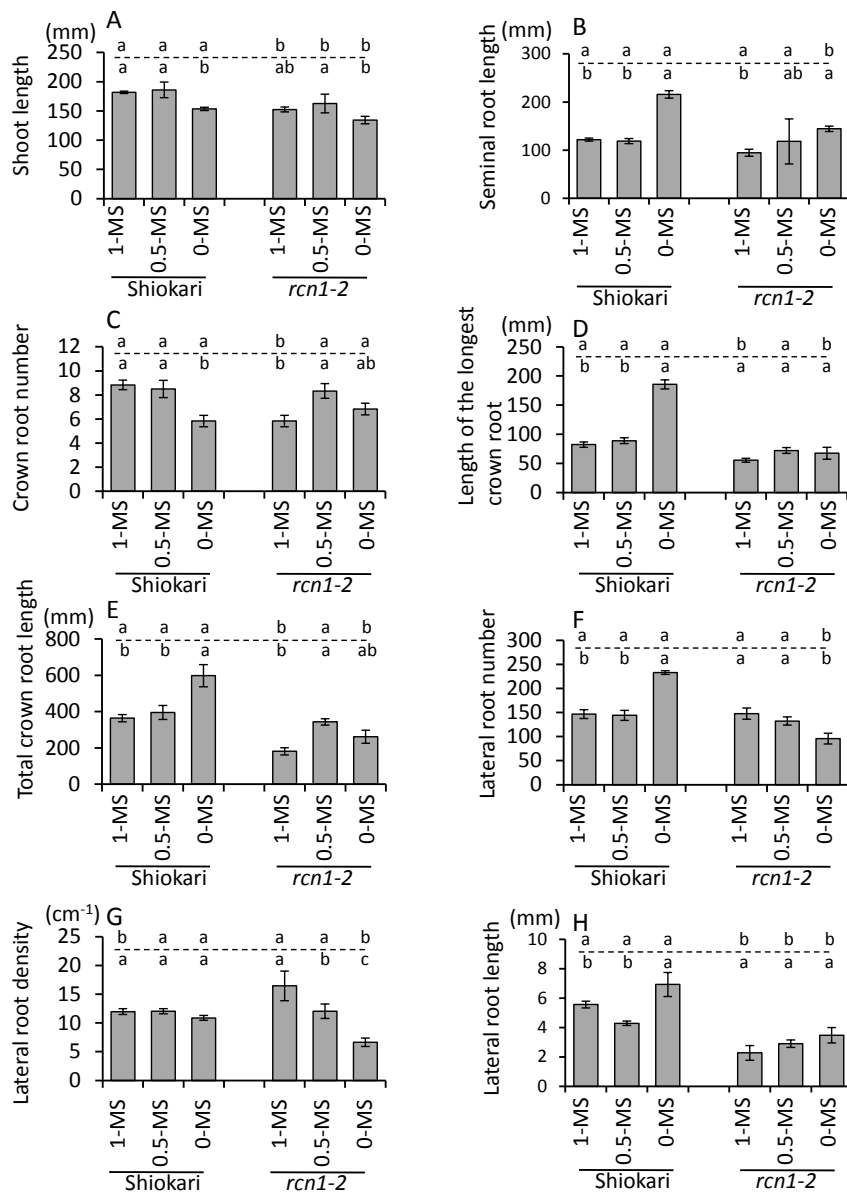 A
(mm)
Shoot length
a a a b b b
a a b ab a b
250
200
150
100
50
0
1-MS 0.5-MS 0-MS 1-MS 0.5-MS 0-MS
Shiokari rcn1-2
B
(mm)
Seminal root length
a a a a a b
b b a b ab a
300
200
100
0
1-MS 0.5-MS 0-MS 1-MS 0.5-MS 0-MS
Shiokari rcn1-2
C
Crown root number
a a a b a a
a a b b a ab
12
10
8
6
4
2
0
1-MS 0.5-MS 0-MS 1-MS 0.5-MS 0-MS
Shiokari rcn1-2
D
(mm)
Length of the longest
crown root
a a a b a b
b b a a a a
250
200
150
100
50
0
1-MS 0.5-MS 0-MS 1-MS 0.5-MS 0-MS
Shiokari rcn1-2
E
(mm)
Total crown root length
a a a b a b
b b a b a ab
800
600
400
200
0
1-MS 0.5-MS 0-MS 1-MS 0.5-MS 0-MS
Shiokari rcn1-2
F
Lateral root number
a a a a a b
b b a a a b
300
250
200
150
100
50
0
1-MS 0.5-MS 0-MS 1-MS 0.5-MS 0-MS
Shiokari rcn1-2
G
(cm-1)
Lateral root density
b a a a a b
a a a a b c
25
20
15
10
5
0
1-MS 0.5-MS 0-MS 1-MS 0.5-MS 0-MS
Shiokari rcn1-2
H
(mm)
Lateral root length
a a a b b b
b b a a a a
8
6
4
2
0
1-MS 0.5-MS 0-MS 1-MS 0.5-MS 0-MS
Shiokari rcn1-2